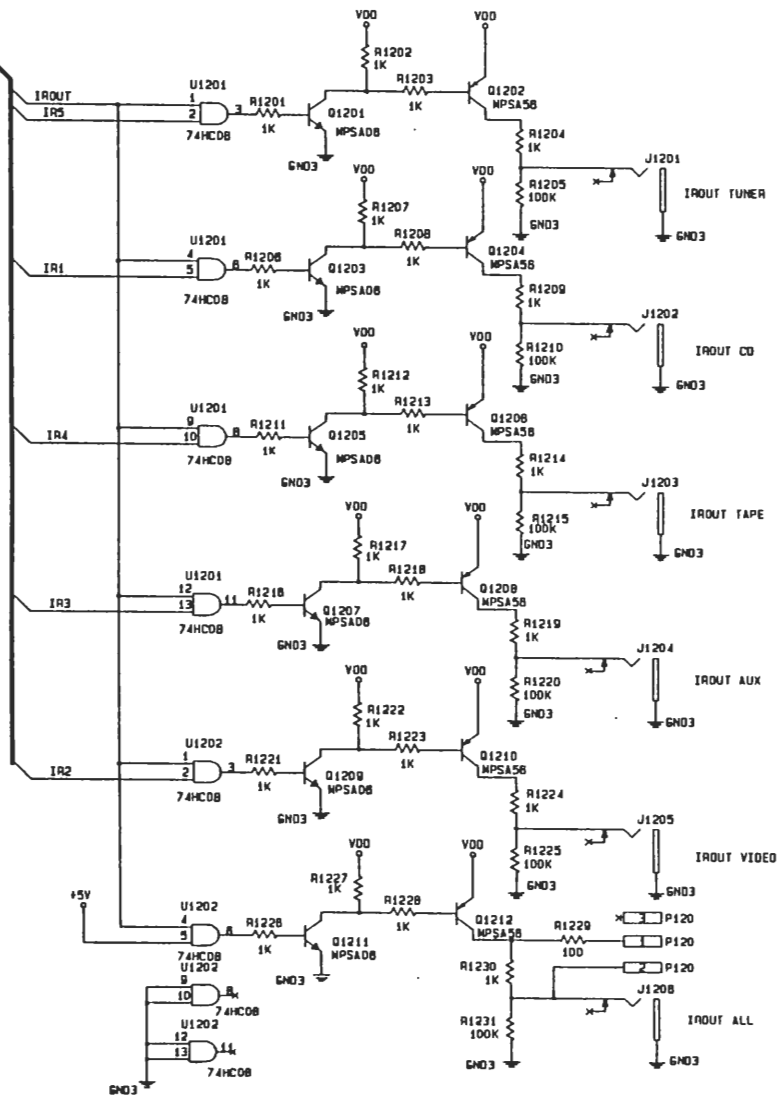 VDD
R1202
1K
R1203
1K
Q1202
MPSA56
IROUT
IR5
U1201
1
2
3
74HC08
R1201
1K
Q1201
MPSA06
GND3
R1204
1K
R1205
100K
GND3
J1201
GND3
IROUT TUNER
VDD
VDD
R1207
1K
R1208
1K
Q1204
MPSA56
IR1
U1201
4
5
6
74HC08
R1206
1K
Q1203
MPSA06
GND3
R1209
1K
R1210
100K
GND3
J1202
GND3
IROUT CD
VDD
VDD
R1212
1K
R1213
1K
Q1206
MPSA56
IR4
U1201
9
10
8
74HC08
R1211
1K
Q1205
MPSA06
GND3
R1214
1K
R1215
100K
GND3
J1203
GND3
IROUT TAPE
VDD
VDD
R1217
1K
R1218
1K
Q1208
MPSA56
IR3
U1201
12
13
11
74HC08
R1216
1K
Q1207
MPSA06
GND3
R1219
1K
R1220
100K
GND3
J1204
GND3
IROUT AUX
VDD
VDD
R1222
1K
R1223
1K
Q1210
MPSA56
IR2
U1202
1
2
3
74HC08
R1221
1K
Q1209
MPSA06
GND3
R1224
1K
R1225
100K
GND3
J1205
GND3
IROUT VIDEO
VDD
VDD
R1227
1K
R1228
1K
Q1212
MPSA56
+5V
U1202
4
5
6
74HC08
R1226
1K
Q1211
MPSA06
GND3
R1229
100
3 P120
1 P120
2 P120
R1230
1K
R1231
100K
GND3
J1206
GND3
IROUT ALL
U1202
9
10
8
74HC08
U1202
12
13
11
74HC08
GND3
VDD